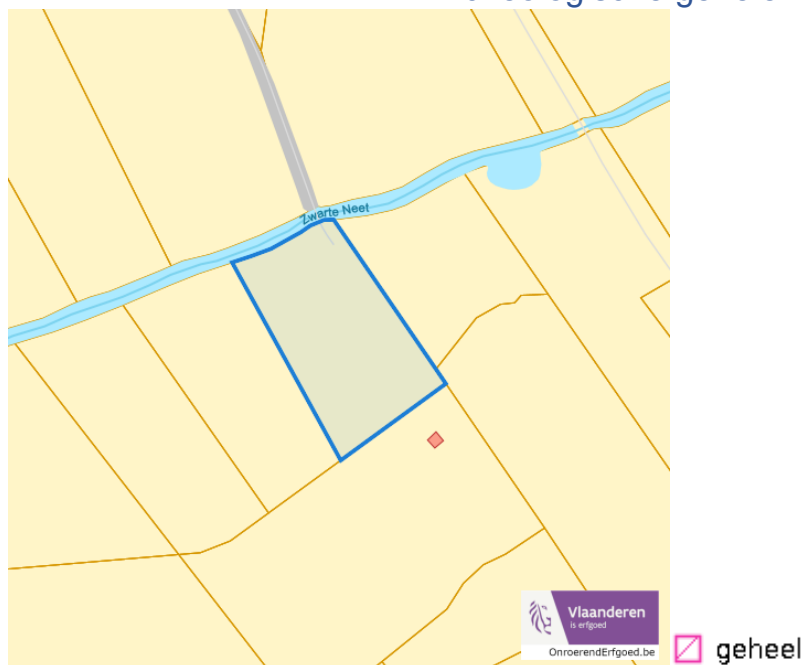 Zwarte Neet
Vlaanderen
is erfgoed
OnroerendErfgoed.be
geheel